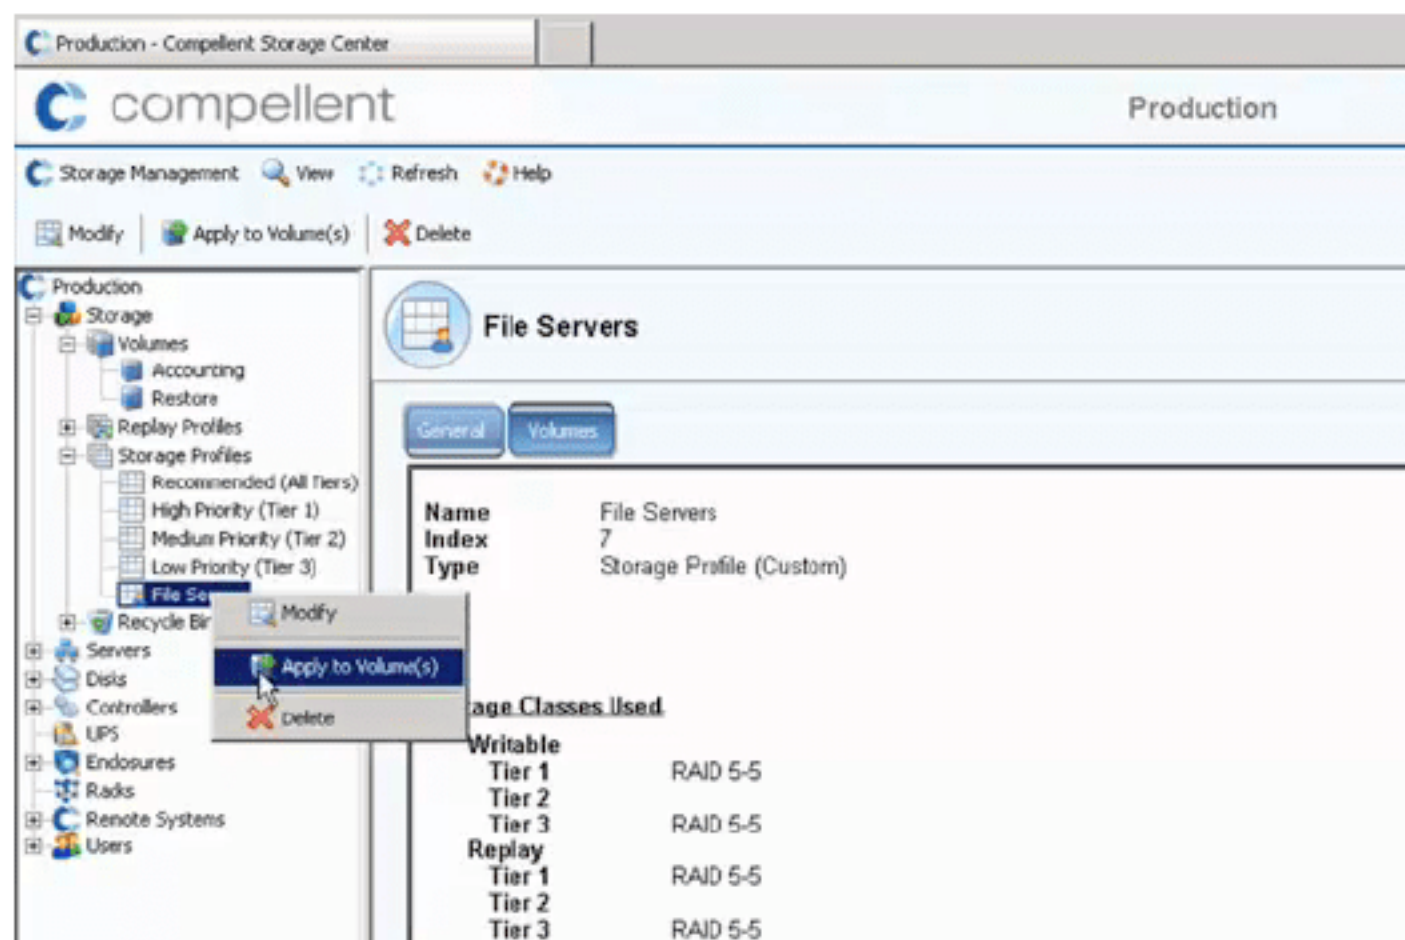 Production - Compellent Storage Center
compellent
Production
Storage Management View Refresh Help
Modify Apply to Volume(s) Delete
Production
Storage
Volumes
Accounting
Restore
Replay Profiles
Storage Profiles
Recommended (All Tiers)
High Priority (Tier 1)
Medium Priority (Tier 2)
Low Priority (Tier 3)
File
Recycle
Servers
Disks
Controllers
UPS
Enclosures
Racks
Remote Systems
Users
Modify
Apply to Volume(s)
Delete
File Servers
General Volumes
Name File Servers
Index 7
Type Storage Profile (Custom)
Classes Used
Writable
Tier 1 RAID 5-5
Tier 2
Tier 3 RAID 5-5
Replay
Tier 1 RAID 5-5
Tier 2
Tier 3 RAID 5-5